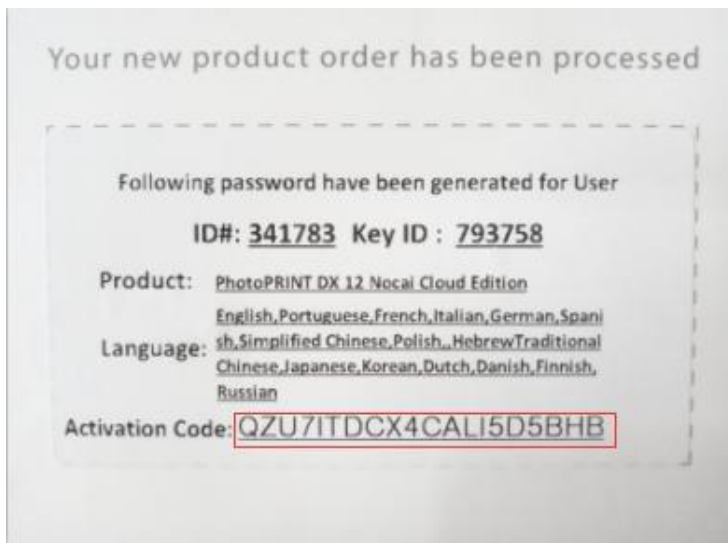 Your new product order has been processed
Following password have been generated for User
ID#: 341783 Key ID : 793758
Product: PhotoPRINT DX 12 Nocai Cloud Edition
English,Portuguese,French,Italian,German,Spani
Language: sh,Simplified Chinese,Polish,,HebrewTraditional
Chinese,Japanese,Korean,Dutch,Danish,Finnish,
Russian
Activation Code: QZU7ITDCX4CALI5D5BHB